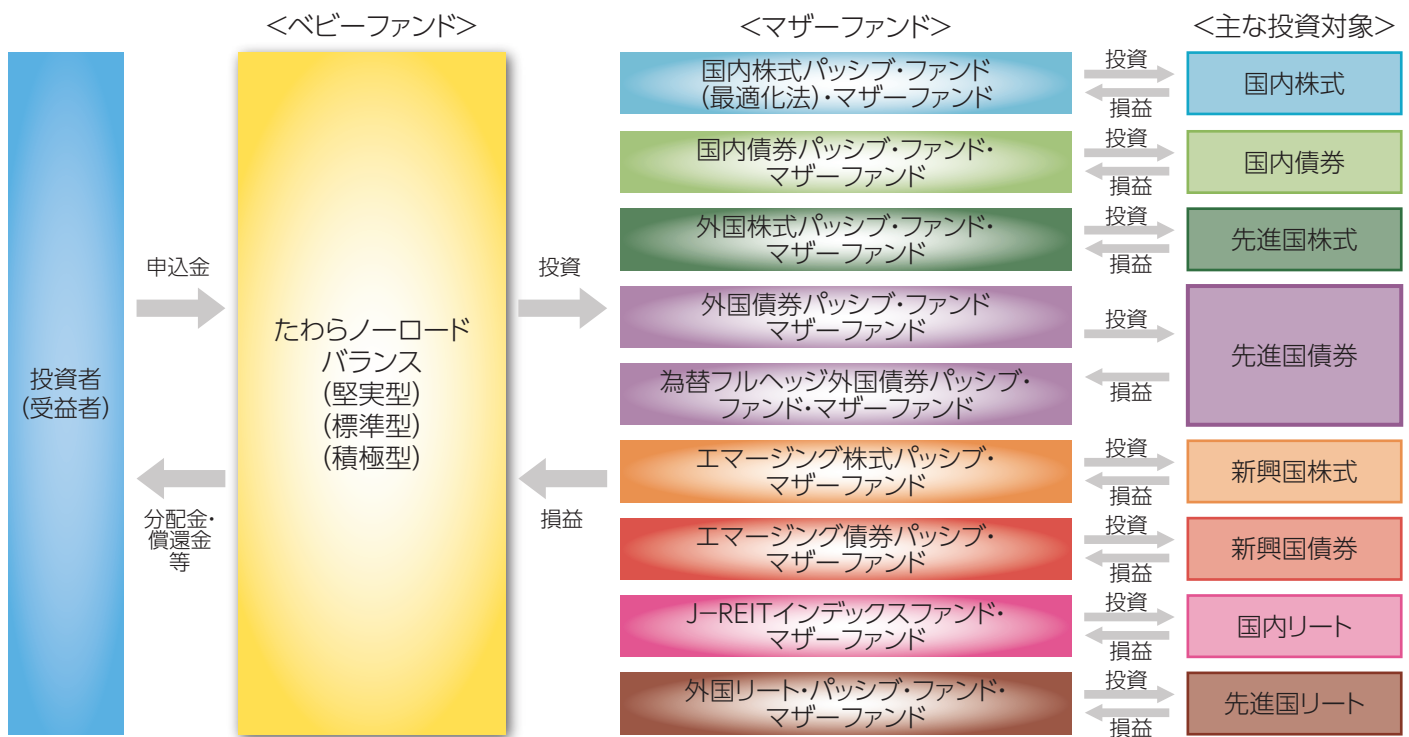 <ベビーファンド>
<マザーファンド>
<主な投資対象>
投資者
(受益者)
申込金
分配金・
償還金
等
たわらノーロード
バランス
(堅実型)
(標準型)
(積極型)
投資
損益
国内株式パッシブ・ファンド
(最適化法)・マザーファンド
投資
損益
国内株式
国内債券パッシブ・ファンド・
マザーファンド
投資
損益
国内債券
外国株式パッシブ・ファンド・
マザーファンド
投資
損益
先進国株式
外国債券パッシブ・ファンド
マザーファンド
為替フルヘッジ外国債券パッシブ・
ファンド・マザーファンド
投資
損益
先進国債券
エマージング株式パッシブ・
マザーファンド
投資
損益
新興国株式
エマージング債券パッシブ・
マザーファンド
投資
損益
新興国債券
J-REITインデックスファンド・
マザーファンド
投資
損益
国内リート
外国リート・パッシブ・ファンド・
マザーファンド
投資
損益
先進国リート